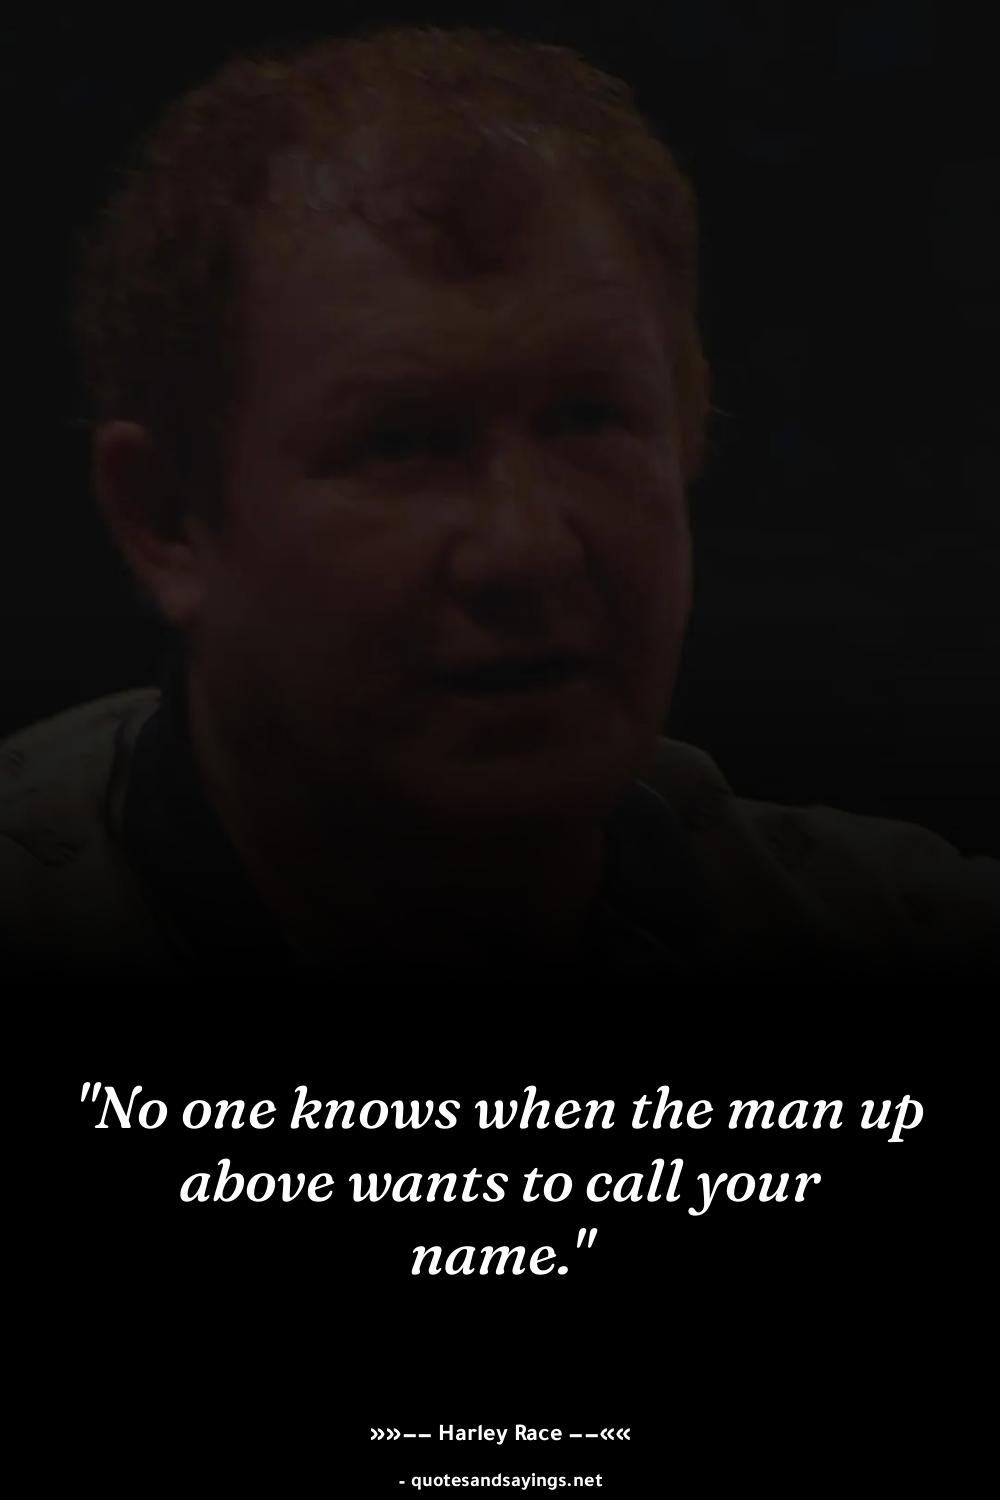 "No one knows when the man up
above wants to call your
name."
»»−− Harley Race −−««
- quotesandsayings.net